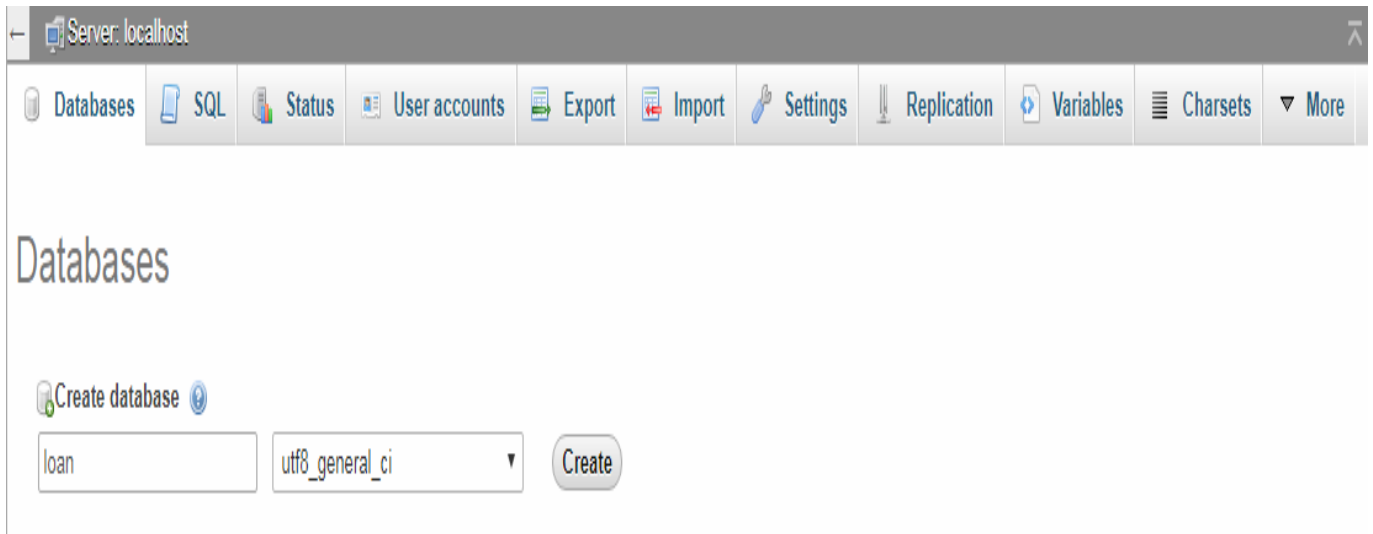 Server: localhost
Databases SQL Status User accounts Export Import Settings Replication Variables Charsets More
Databases
Create database
loan utf8_general_ci Create